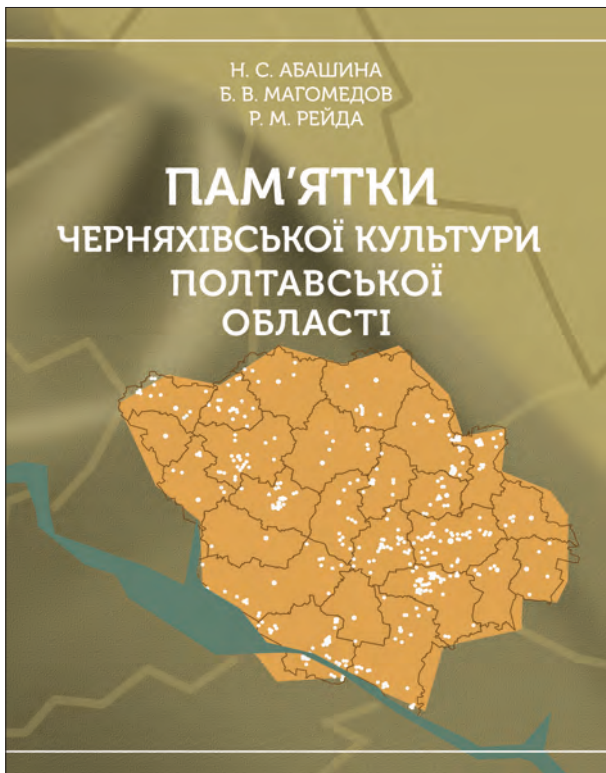 Н. С. АБАШИНА
Б. В. МАГОМЕДОВ
Р. М. РЕЙДА
ПАМ’ЯТКИ
ЧЕРНЯХІВСЬКОЇ КУЛЬТУРИ
ПОЛТАВСЬКОЇ
ОБЛАСТІ